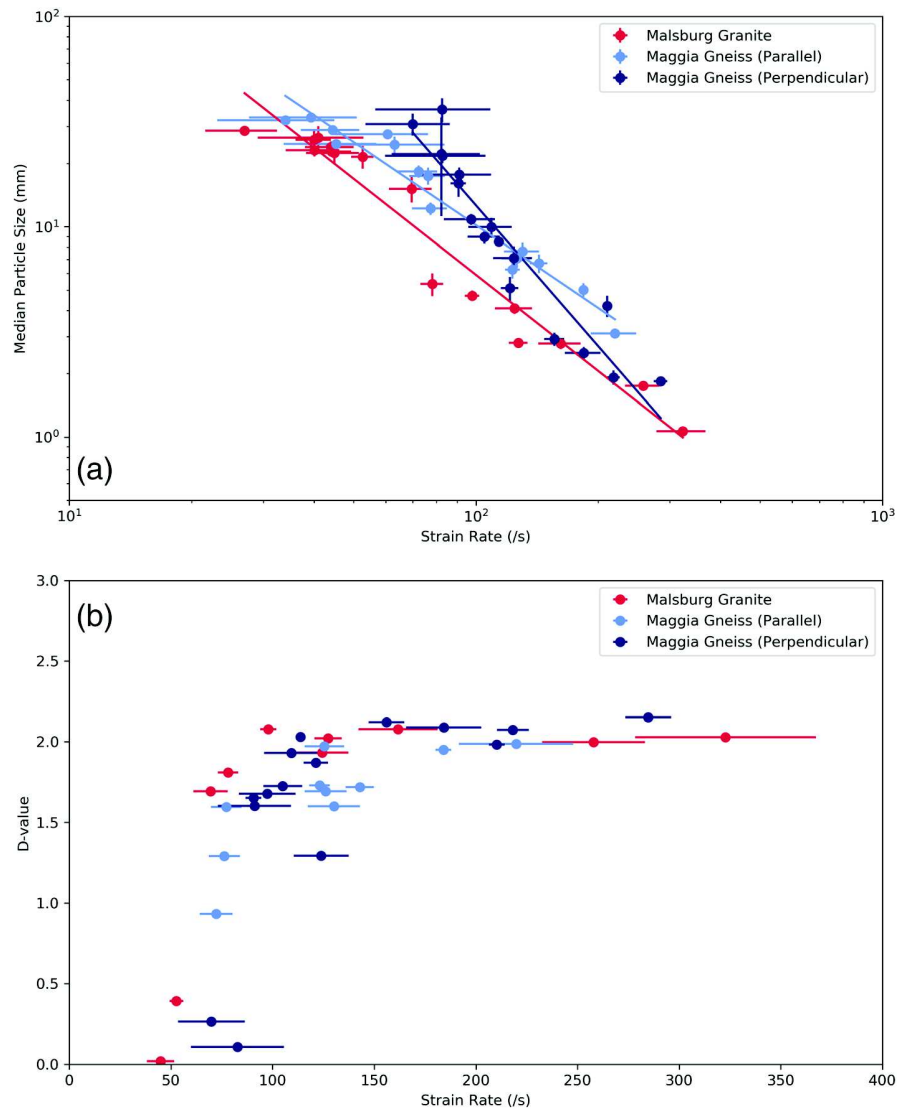 10²
Malsburg Granite
Maggia Gneiss (Parallel)
Maggia Gneiss (Perpendicular)
Median Particle Size (mm)
10¹
10⁰
(a)
10¹
10²
10³
Strain Rate (/s)
3.0
(b)
Malsburg Granite
Maggia Gneiss (Parallel)
Maggia Gneiss (Perpendicular)
2.5
2.0
D-value
1.5
1.0
0.5
0.0
0
50
100
150
200
250
300
350
400
Strain Rate (/s)